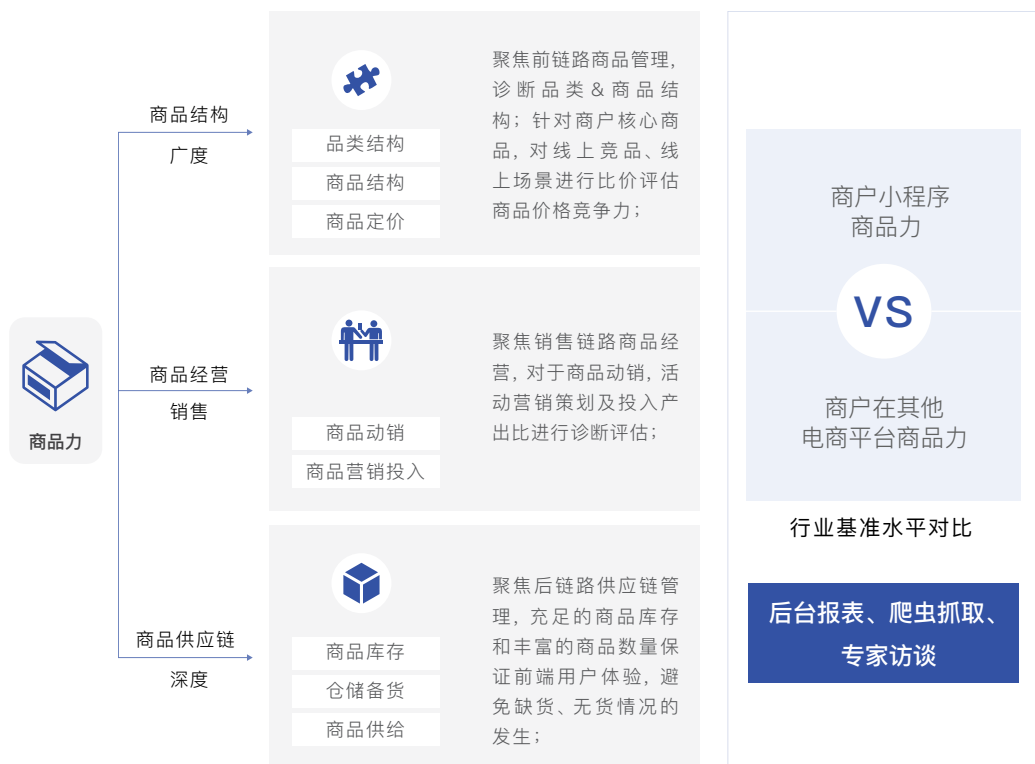 商品力
商品结构
广度
品类结构
商品结构
商品定价
聚焦前链路商品管理,
诊断品类&商品结
构；针对商户核心商
品, 对线上竞品、线
上场景进行比价评估
商品价格竞争力；
商品经营
销售
商品动销
商品营销投入
聚焦销售链路商品经
营, 对于商品动销, 活
动营销策划及投入产
出比进行诊断评估；
商品供应链
深度
商品库存
仓储备货
商品供给
聚焦后链路供应链管
理, 充足的商品库存
和丰富的商品数量保
证前端用户体验, 避
免缺货、无货情况的
发生；
商户小程序
商品力
VS
商户在其他
电商平台商品力
行业基准水平对比
后台报表、爬虫抓取、
专家访谈